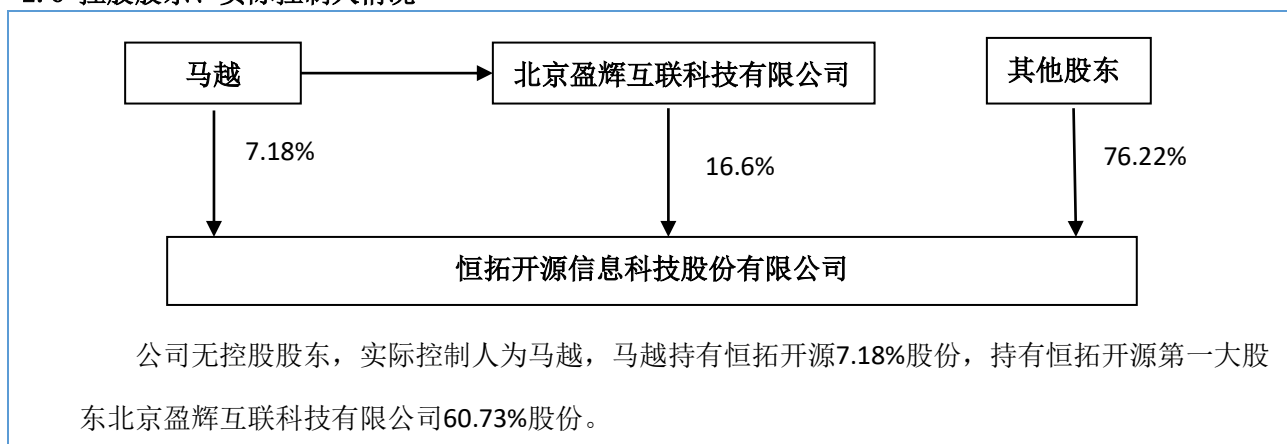 马越
北京盈辉互联科技有限公司
其他股东
7.18%
16.6%
76.22%
恒拓开源信息科技股份有限公司
公司无控股股东，实际控制人为马越，马越持有恒拓开源7.18%股份，持有恒拓开源第一大股
东北京盈辉互联科技有限公司60.73%股份。